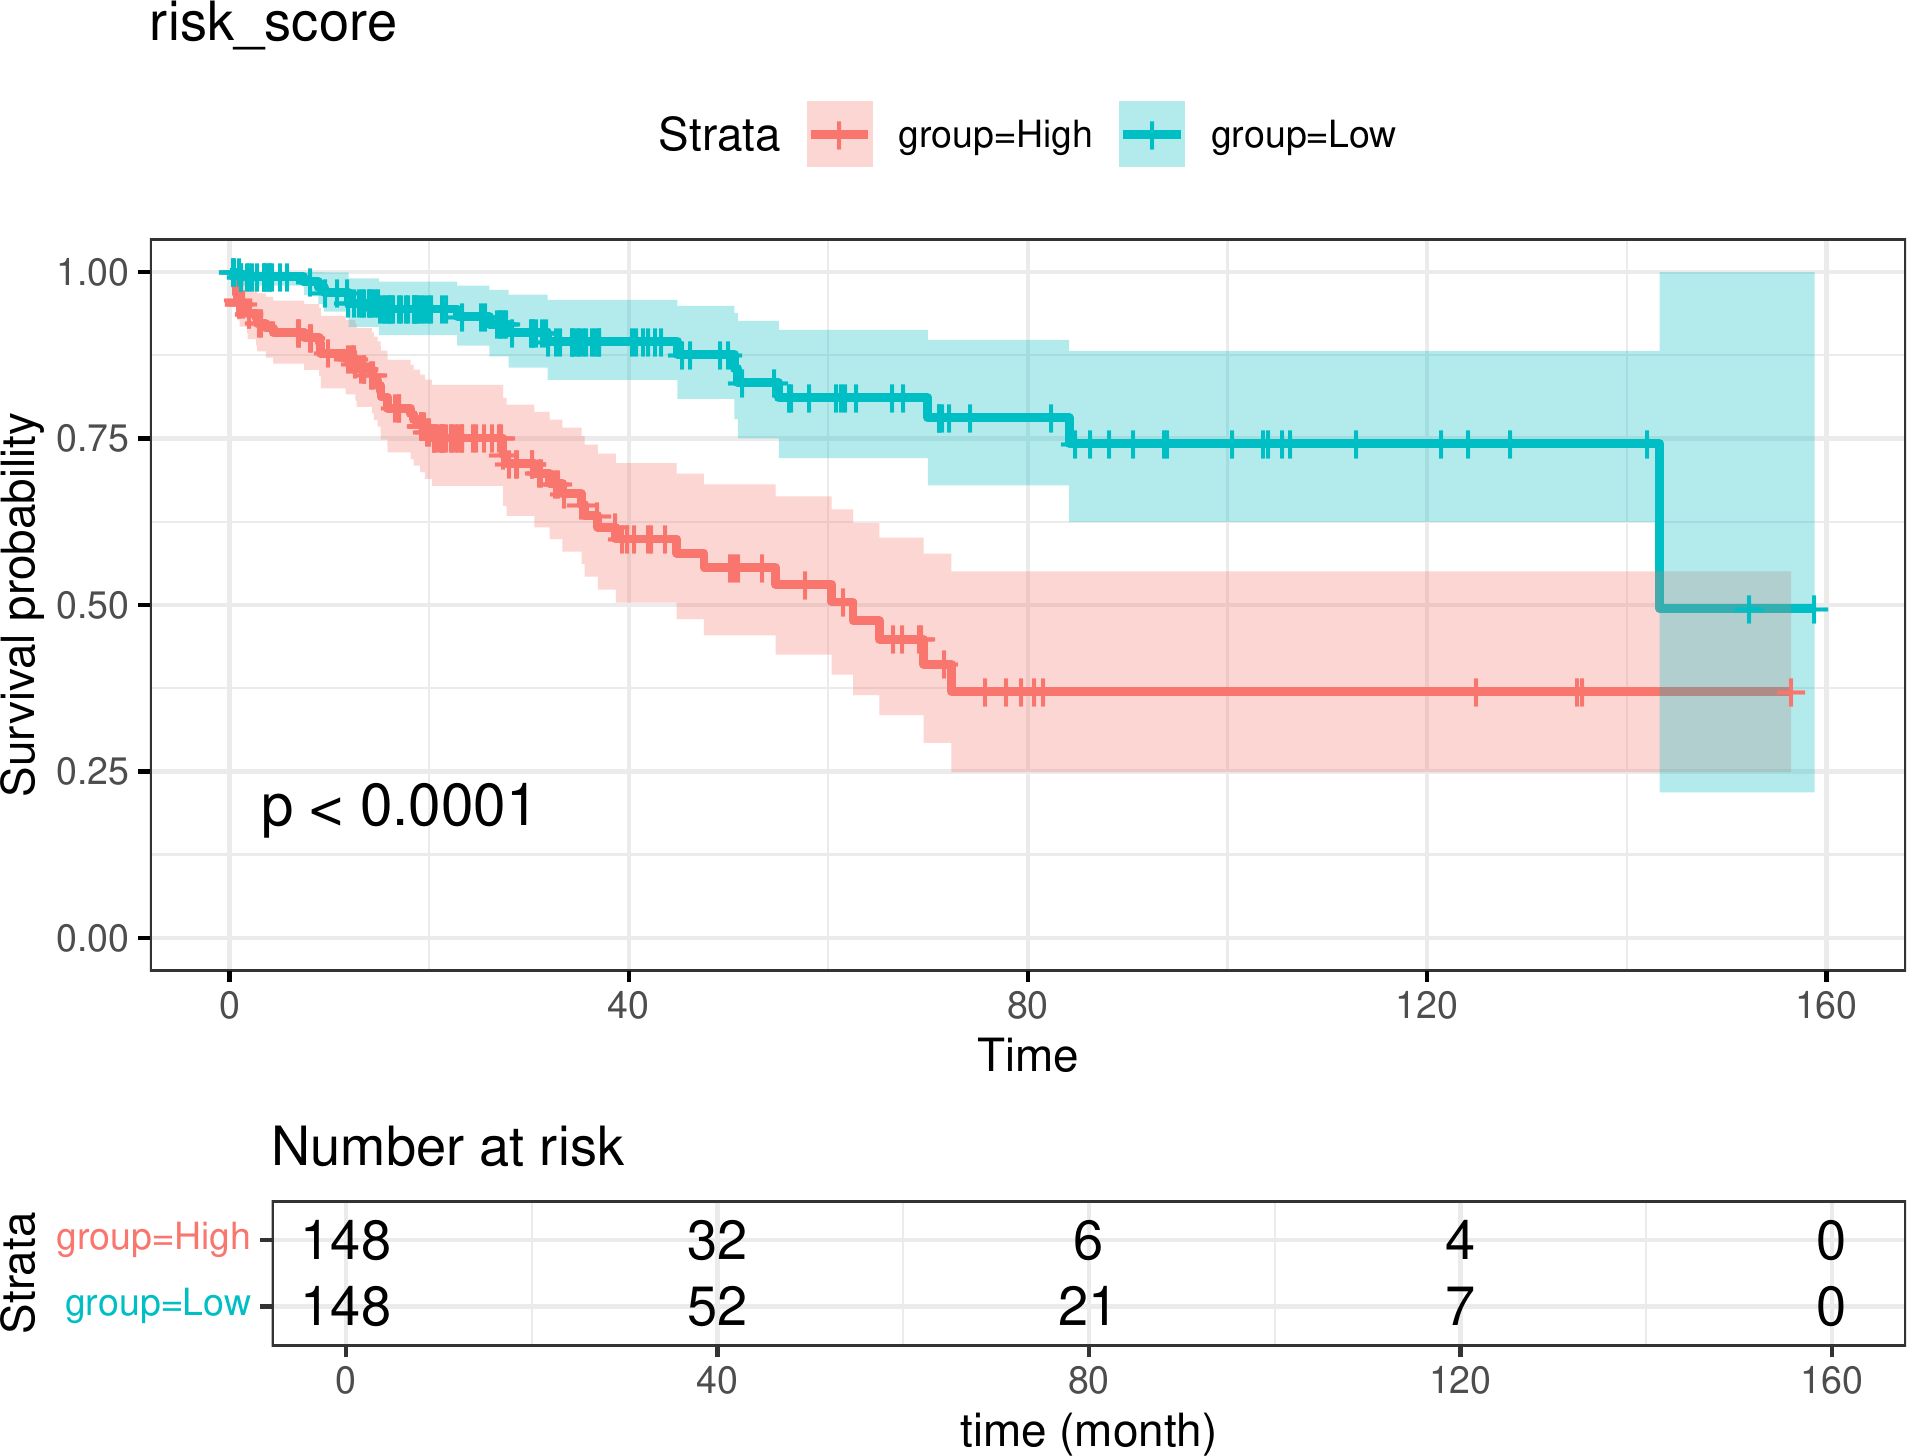 risk_score
Strata group=High group=Low
Survival probability
1.00
0.75
0.50
0.25
0.00
p < 0.0001
0 40 80 120 160
Time
Number at risk
Strata
group=High 148 32 6 4 0
group=Low 148 52 21 7 0
0 40 80 120 160
time (month)